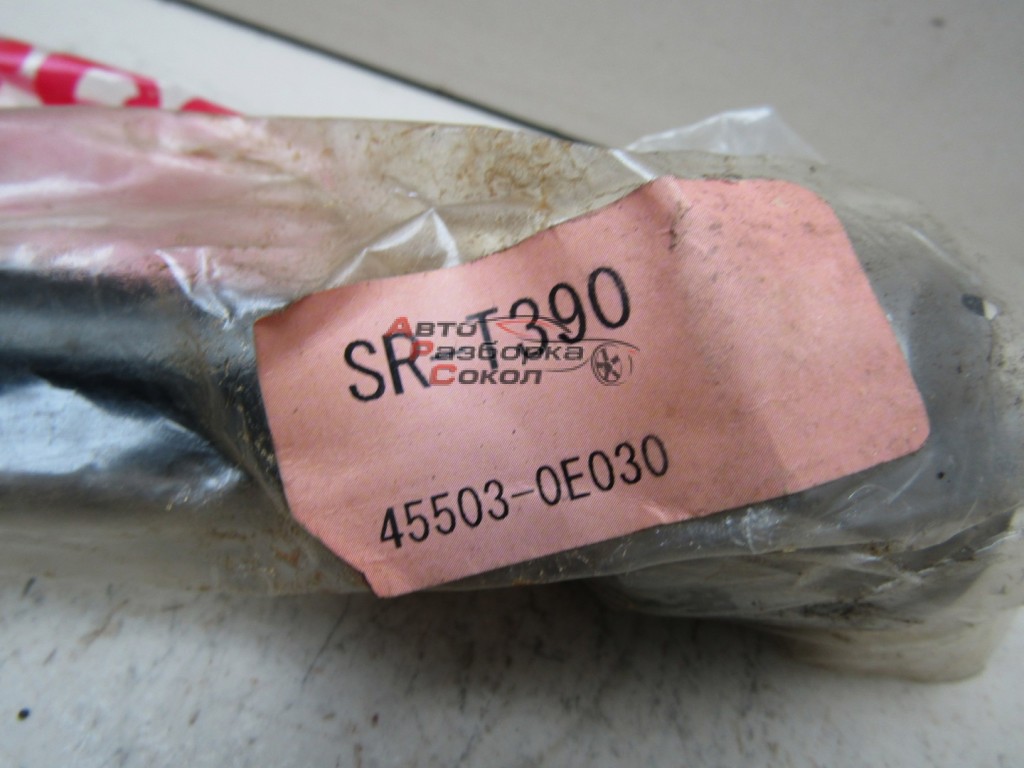 SR-T390
Авто
Разборка
Сокол
45503-0E030